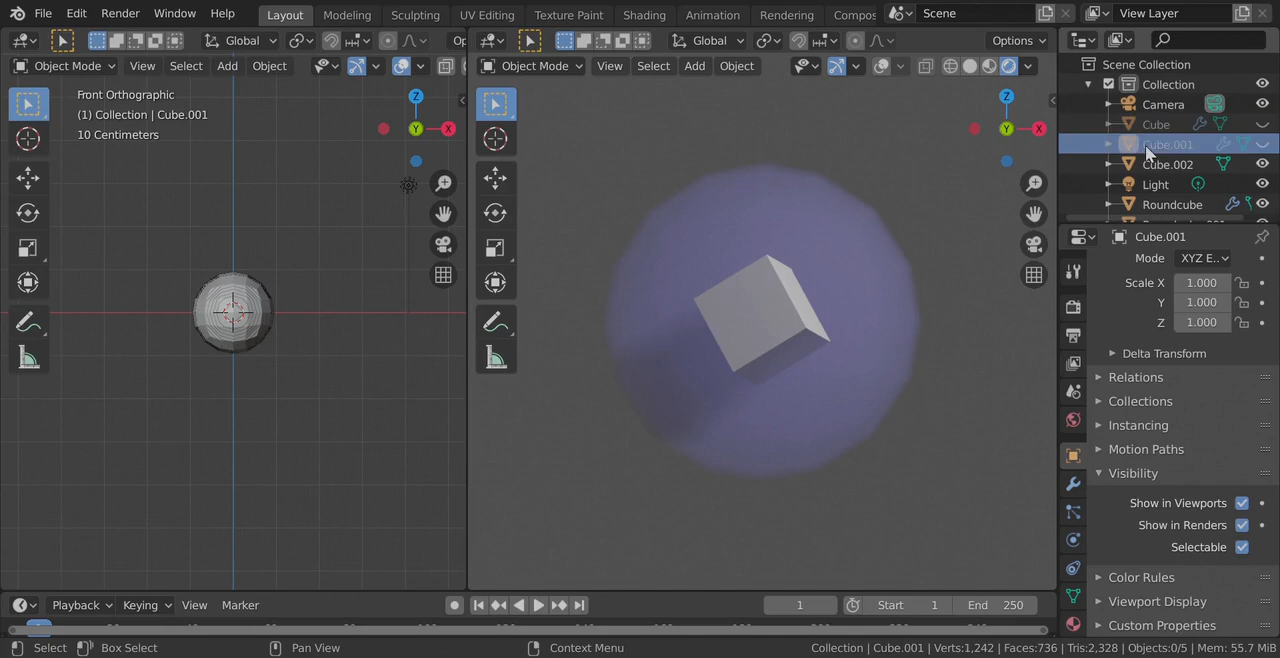 File Edit Render Window Help Layout Modeling Sculpting UV Editing Texture Paint Shading Animation Rendering Compos Scene View Layer
Global Op Global Options
Object Mode View Select Add Object Object Mode View Select Add Object
Scene Collection
Collection
Camera
Cube
Cube.001
Cube.002
Light
Roundcube
Front Orthographic
(1) Collection | Cube.001
10 Centimeters
Z
Y
X
Z
Y
X
Cube.001
Mode XYZ E..
Scale X 1.000
Y 1.000
Z 1.000
Delta Transform
Relations
Collections
Instancing
Motion Paths
Visibility
Show in Viewports
Show in Renders
Selectable
Color Rules
Viewport Display
Custom Properties
Playback Keying View Marker 1 Start 1 End 250
Select Box Select Pan View Context Menu Collection | Cube.001 | Verts:1,242 | Faces:736 | Tris:2,328 | Objects:0/5 | Mem: 55.7 MiB